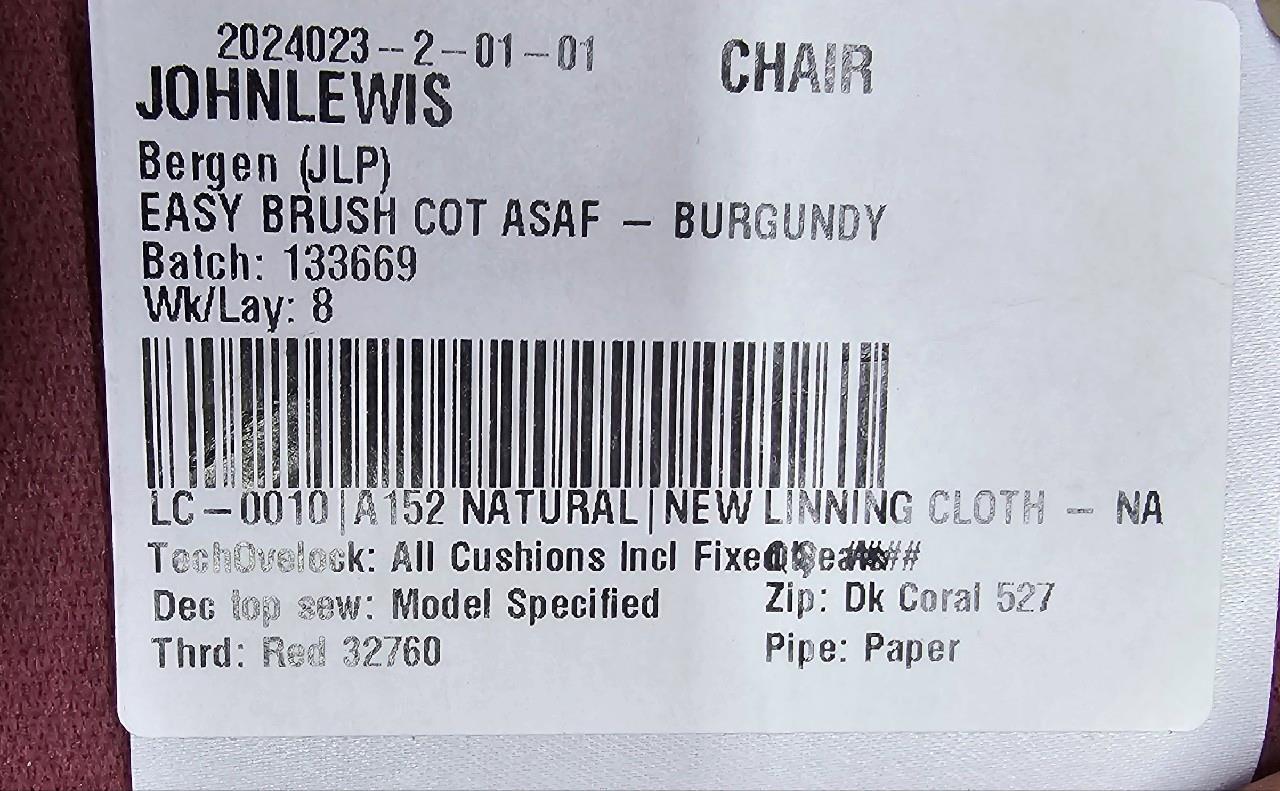 2024023-2-01-01 CHAIR
JOHNLEWIS
Bergen (JLP)
EASY BRUSH COT ASAF - BURGUNDY
Batch: 133669
Wk/Lay: 8
LC-0010|A152 NATURAL|NEW LINNING CLOTH - NA
TechOvelock: All Cushions Incl Fixed
Dec top sew: Model Specified Zip: Dk Coral 527
Thrd: Red 32760 Pipe: Paper